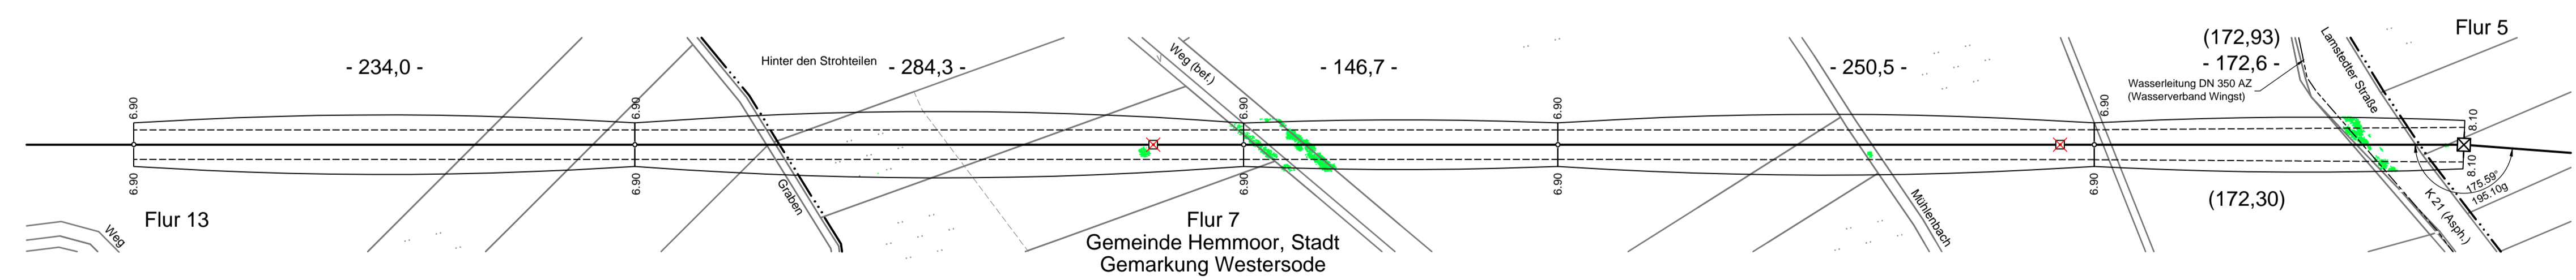 Flur 5
(172,93)
- 172,6 -
- 234,0 -
Hinter den Strohteilen
- 284,3 -
Weg (bef.)
- 146,7 -
- 250,5 -
Wasserleitung DN 350 AZ
(Wasserverband Wingst)
Lamstedter Straße
6.90
6.90
6.90
6.90
6.90
8.10
6.90
6.90
6.90
6.90
6.90
8.10
175.59°
195.10g
Graben
Mühlenbach
(172,30)
K 21 (Asph.)
Flur 13
Weg
Flur 7
Gemeinde Hemmoor, Stadt
Gemarkung Westersode